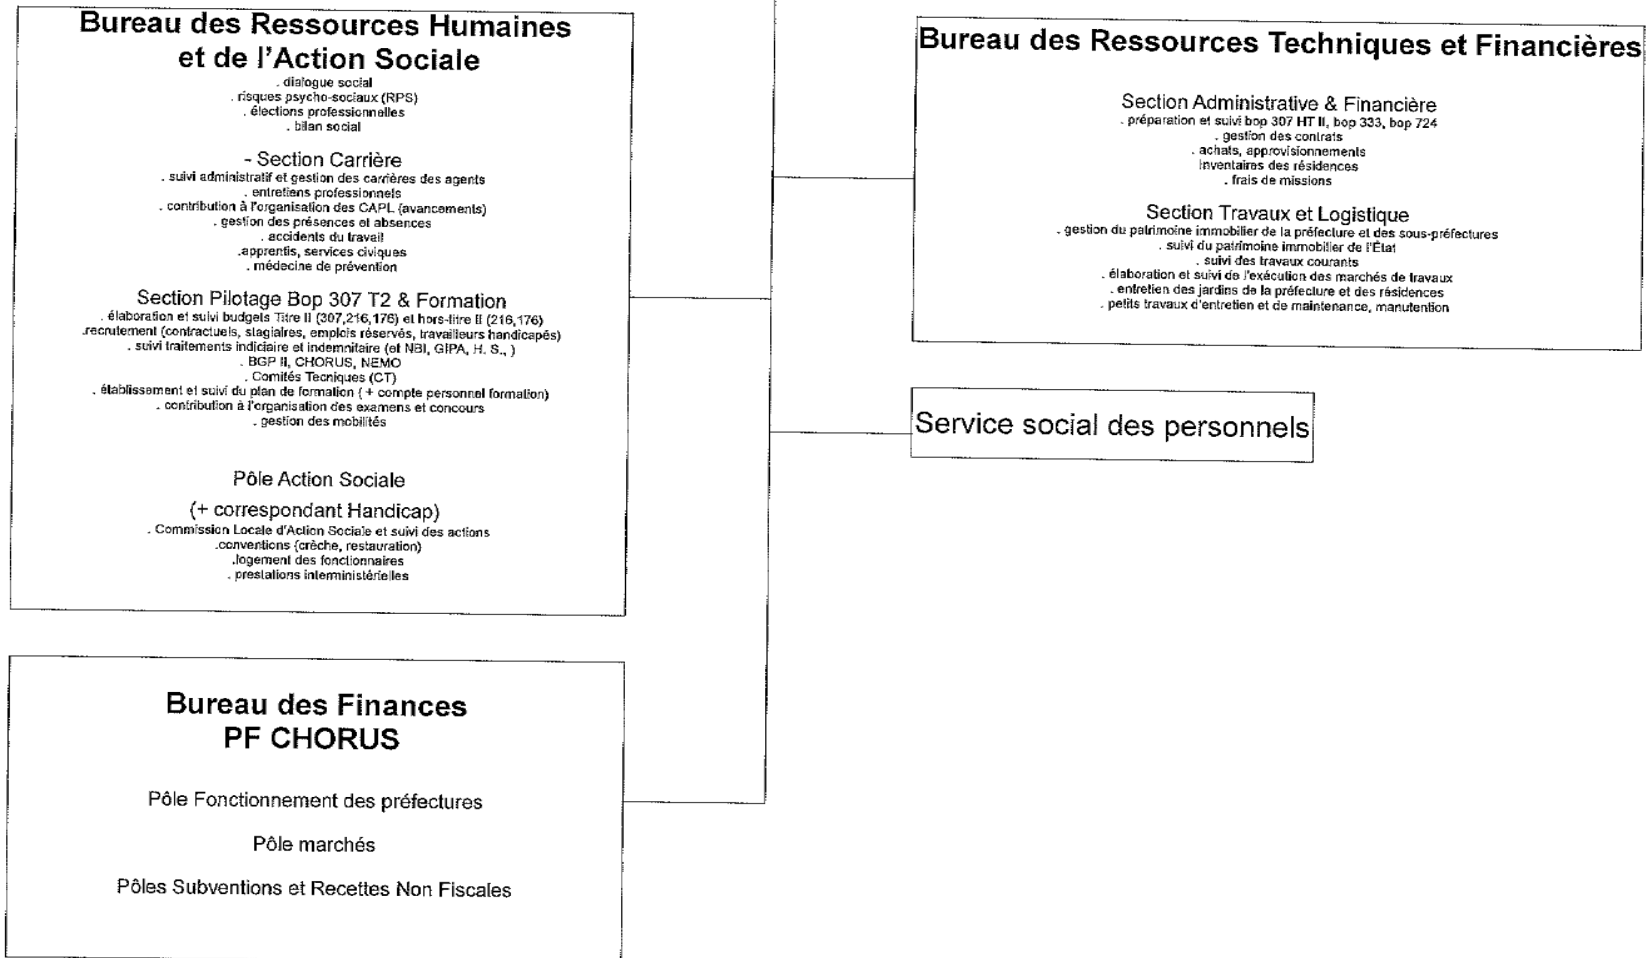 Bureau des Ressources Humaines
et de l'Action Sociale
. dialogue social
. risques psycho-sociaux (RPS)
. élections professionnelles
. bilan social
- Section Carrière
. suivi administratif et gestion des carrières des agents
. entretiens professionnels
. contribution à l'organisation des CAPL (avancements)
. gestion des présences et absences
. accidents du travail
.apprentis, services civiques
. médecine de prévention
Section Pilotage Bop 307 T2 & Formation
. élaboration et suivi budgets Titre II (307,216,176) et hors-titre II (216,176)
.recrutement (contractuels, stagiaires, emplois réservés, travailleurs handicapés)
. suivi traitements indiciaire et indemnitaire (et NBI, GIPA, H. S., )
. BGP II, CHORUS, NEMO
. Comités Tecniques (CT)
. établissement et suivi du plan de formation ( + compte personnel formation)
. contribution à l'organisation des examens et concours
. gestion des mobilités
Pôle Action Sociale
(+ correspondant Handicap)
. Commission Locale d'Action Sociale et suivi des actions
.conventions (crèche, restauration)
.logement des fonctionnaires
. prestations interministérielles
Bureau des Finances
PF CHORUS
Pôle Fonctionnement des préfectures
Pôle marchés
Pôles Subventions et Recettes Non Fiscales
Bureau des Ressources Techniques et Financières
Section Administrative & Financière
. préparation et suivi bop 307 HT II, bop 333, bop 724
. gestion des contrats
. achats, approvisionnements
inventaires des résidences
. frais de missions
Section Travaux et Logistique
. gestion du patrimoine immobilier de la préfecture et des sous-préfectures
. suivi du patrimoine immobilier de l'État
. suivi des travaux courants
. élaboration et suivi de l'exécution des marchés de travaux
. entretien des jardins de la préfecture et des résidences
. petits travaux d'entretien et de maintenance, manutention
Service social des personnels